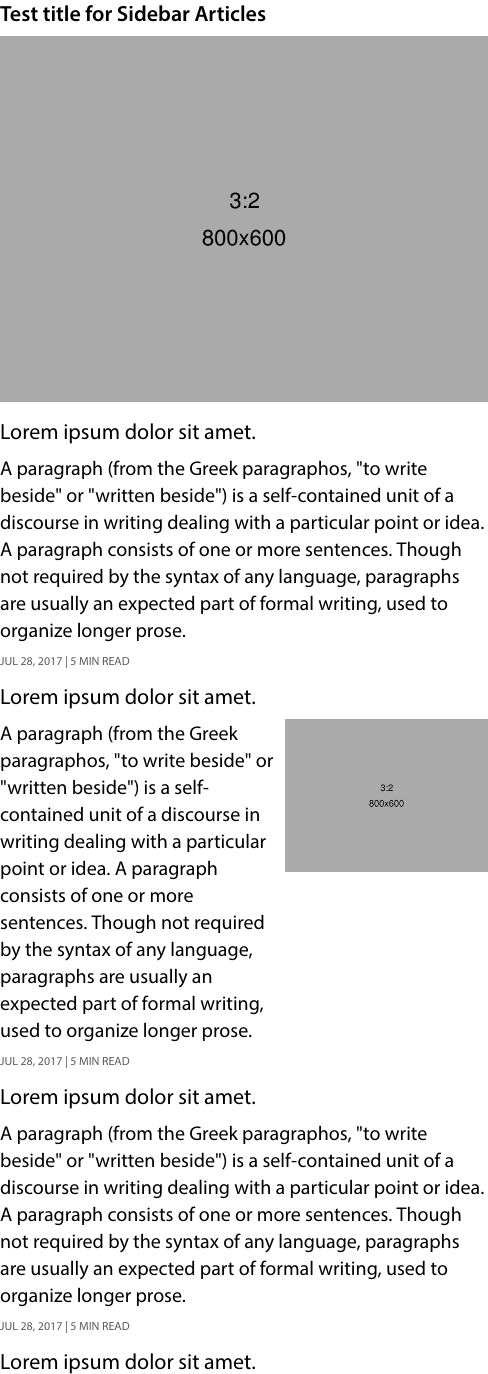 Test title for Sidebar Articles
3:2
800x600
Lorem ipsum dolor sit amet.
A paragraph (from the Greek paragraphos, "to write
beside" or "written beside") is a self-contained unit of a
discourse in writing dealing with a particular point or idea.
A paragraph consists of one or more sentences. Though
not required by the syntax of any language, paragraphs
are usually an expected part of formal writing, used to
organize longer prose.
JUL 28, 2017 | 5 MIN READ
Lorem ipsum dolor sit amet.
A paragraph (from the Greek
paragraphos, "to write beside" or
"written beside") is a self-
contained unit of a discourse in
writing dealing with a particular
point or idea. A paragraph
consists of one or more
sentences. Though not required
by the syntax of any language,
paragraphs are usually an
expected part of formal writing,
used to organize longer prose.
3:2
800x600
JUL 28, 2017 | 5 MIN READ
Lorem ipsum dolor sit amet.
A paragraph (from the Greek paragraphos, "to write
beside" or "written beside") is a self-contained unit of a
discourse in writing dealing with a particular point or idea.
A paragraph consists of one or more sentences. Though
not required by the syntax of any language, paragraphs
are usually an expected part of formal writing, used to
organize longer prose.
JUL 28, 2017 | 5 MIN READ
Lorem ipsum dolor sit amet.